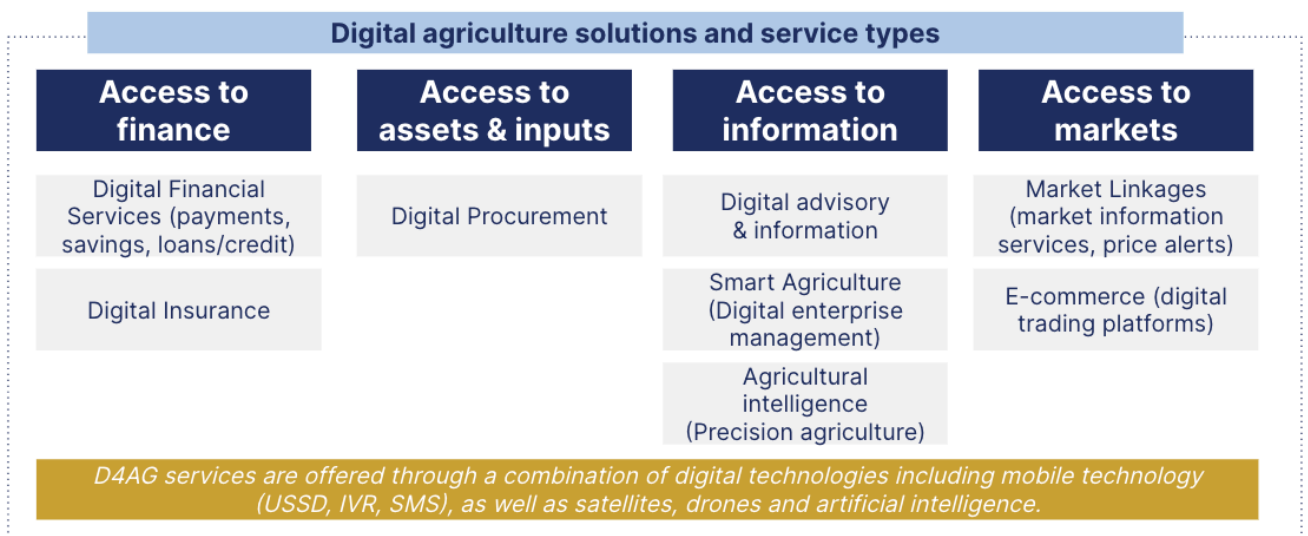 Digital agriculture solutions and service types
Access to
finance
Digital Financial
Services (payments,
savings, loans/credit)
Digital Insurance
Access to
assets & inputs
Digital Procurement
Access to
information
Digital advisory
& information
Smart Agriculture
(Digital enterprise
management)
Agricultural
intelligence
(Precision agriculture)
Access to
markets
Market Linkages
(market information
services, price alerts)
E-commerce (digital
trading platforms)
D4AG services are offered through a combination of digital technologies including mobile technology
(USSD, IVR, SMS), as well as satellites, drones and artificial intelligence.